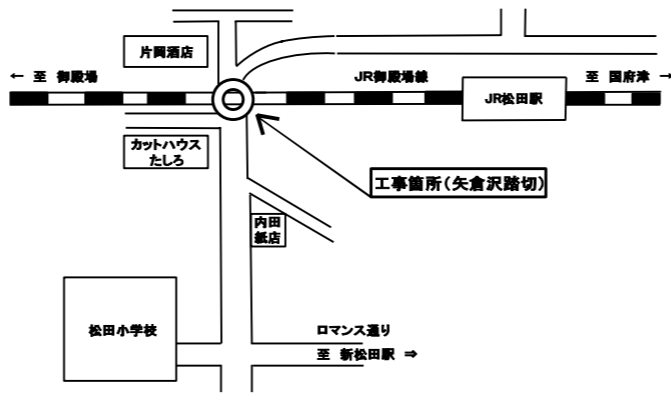 片岡酒店
← 至 御殿場
JR御殿場線
至 国府津 →
JR松田駅
カットハウス
たしろ
工事箇所(矢倉沢踏切)
内田
紙店
松田小学校
ロマンス通り
至 新松田駅 ⇒